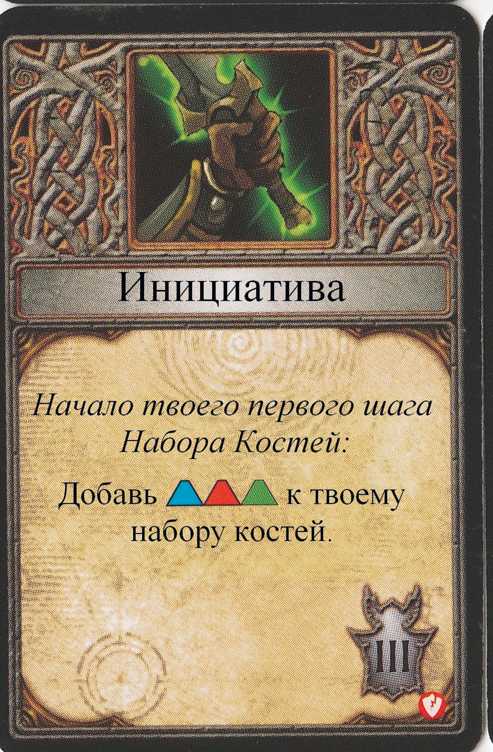 Инициатива
Начало твоего первого шага
Набора Костей:
Добавь к твоему
набору костей.
III